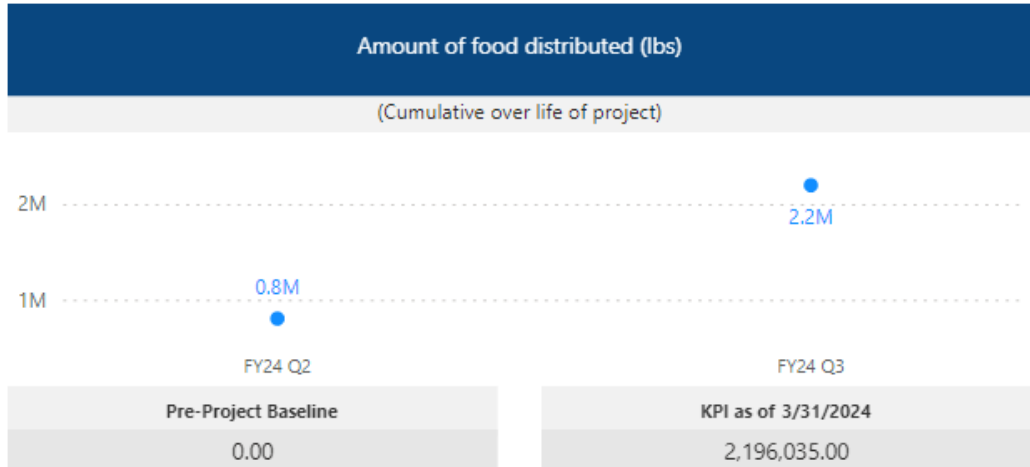 Amount of food distributed (lbs)
(Cumulative over life of project)
2M
2.2M
0.8M
1M
FY24 Q2 FY24 Q3
Pre-Project Baseline KPI as of 3/31/2024
0.00 2,196,035.00